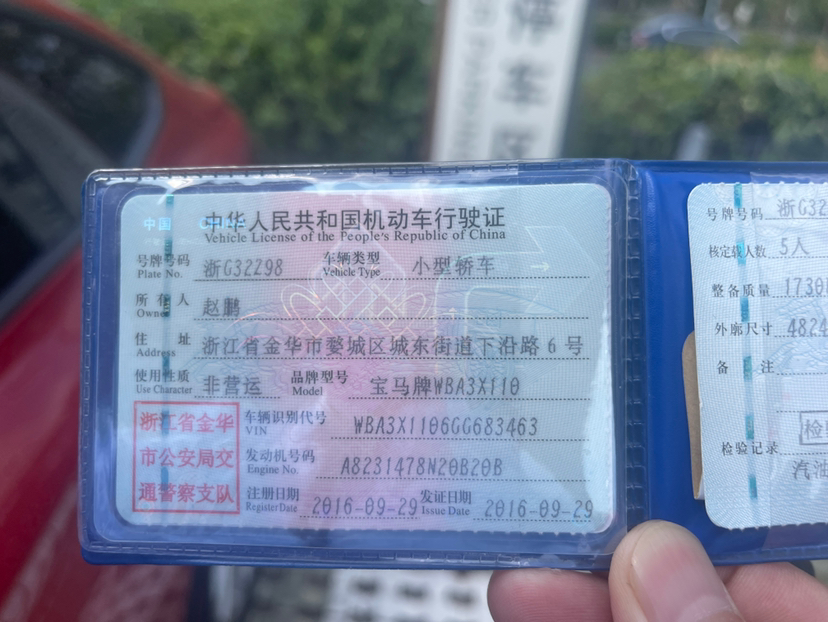 停车区
中国
中华人民共和国机动车行驶证
Vehicle License of the People's Republic of China
号牌号码 浙G32Z98 车辆类型 小型轿车
Plate No. Vehicle Type
所有人 赵鹏
Owner
住址 浙江省金华市婺城区城东街道下沿路6号
Address
使用性质 非营运 品牌型号 宝马牌WBA3X110
Use Character Model
浙江省金华
市公安局交
通警察支队
车辆识别代号 WBA3X1106GG683463
VIN
发动机号码 A8231478N20B20B
Engine No.
注册日期 2016-09-29 发证日期 2016-09-29
Register Date Issue Date
号牌号码 浙G32
核定载人数 5人
整备质量 1730
外廓尺寸 4824
备注
检验记录
汽油